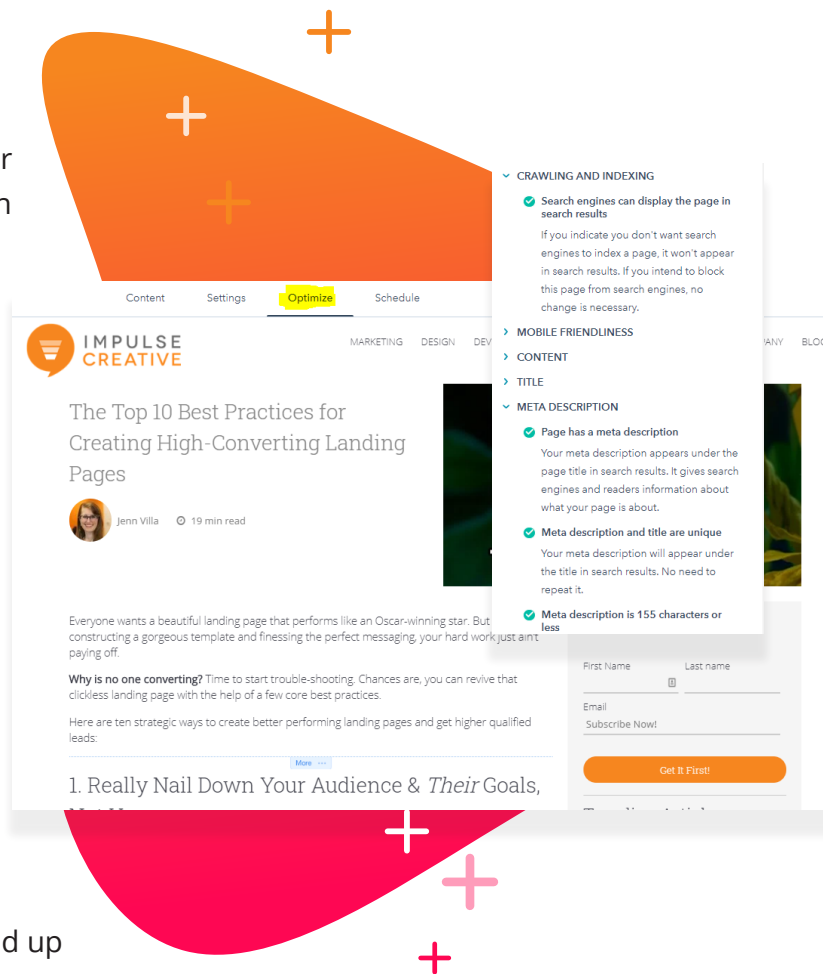 r
n
CRAWLING AND INDEXING
Search engines can display the page in
search results
If you indicate you don't want search
engines to index a page, it won't appear
in search results. If you intend to block
this page from search engines, no
change is necessary.
MOBILE FRIENDLINESS
CONTENT
TITLE
META DESCRIPTION
Page has a meta description
Your meta description appears under the
page title in search results. It gives search
engines and readers information about
what your page is about.
Meta description and title are unique
Your meta description will appear under
the title in search results. No need to
repeat it.
Meta description is 155 characters or
less
Content Settings Optimize Schedule
IMPULSE
CREATIVE
MARKETING DESIGN DEV
ANY BLOG
The Top 10 Best Practices for
Creating High-Converting Landing
Pages
Jenn Villa 19 min read
Everyone wants a beautiful landing page that performs like an Oscar-winning star. But
constructing a gorgeous template and finessing the perfect messaging, your hard work just ain't
paying off.
Why is no one converting? Time to start trouble-shooting. Chances are, you can revive that
clickless landing page with the help of a few core best practices.
Here are ten strategic ways to create better performing landing pages and get higher qualified
leads:
More ...
1. Really Nail Down Your Audience & Their Goals,
First Name Last name
Email
Subscribe Now!
Get It First!
d up